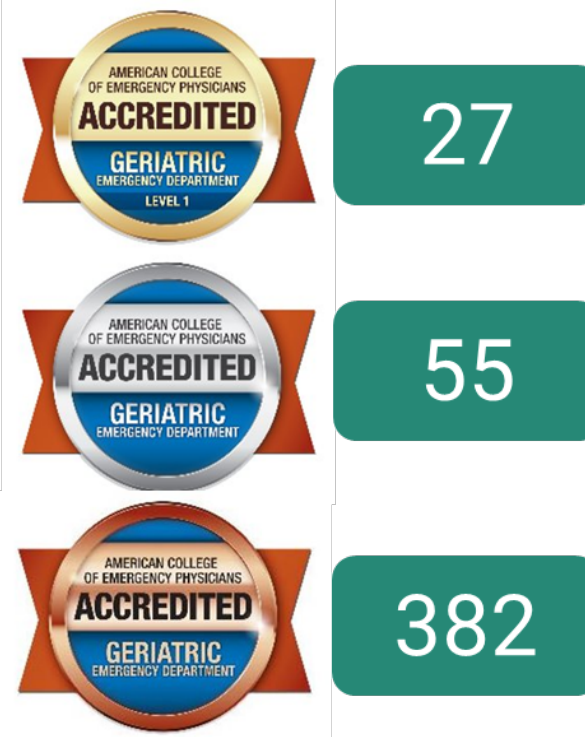 AMERICAN COLLEGE
OF EMERGENCY PHYSICIANS
ACCREDITED
GERIATRIC
EMERGENCY DEPARTMENT
LEVEL 1
27
AMERICAN COLLEGE
OF EMERGENCY PHYSICIANS
ACCREDITED
GERIATRIC
EMERGENCY DEPARTMENT
55
AMERICAN COLLEGE
OF EMERGENCY PHYSICIANS
ACCREDITED
GERIATRIC
EMERGENCY DEPARTMENT
382